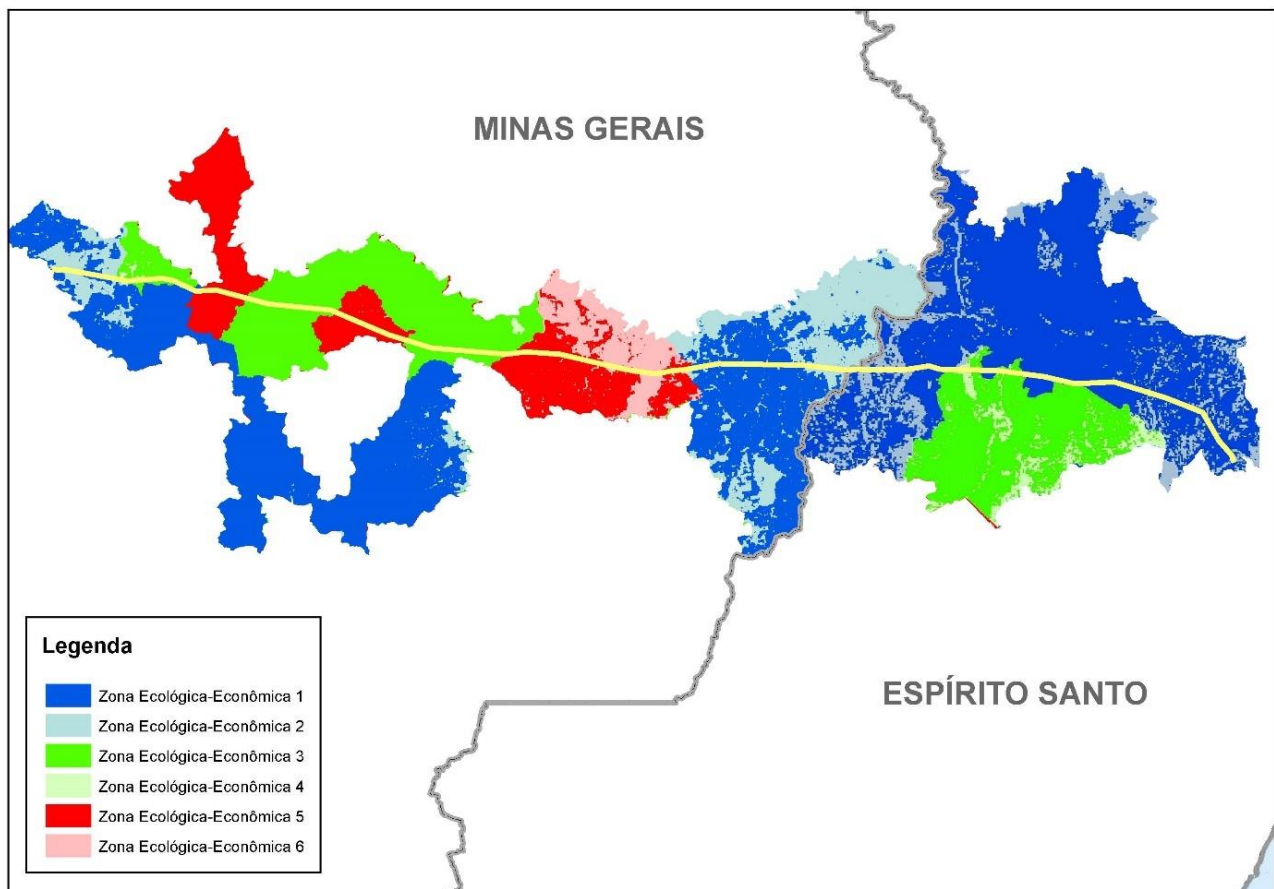 MINAS GERAIS
ESPÍRITO SANTO
Legenda
Zona Ecológica-Econômica 1
Zona Ecológica-Econômica 2
Zona Ecológica-Econômica 3
Zona Ecológica-Econômica 4
Zona Ecológica-Econômica 5
Zona Ecológica-Econômica 6